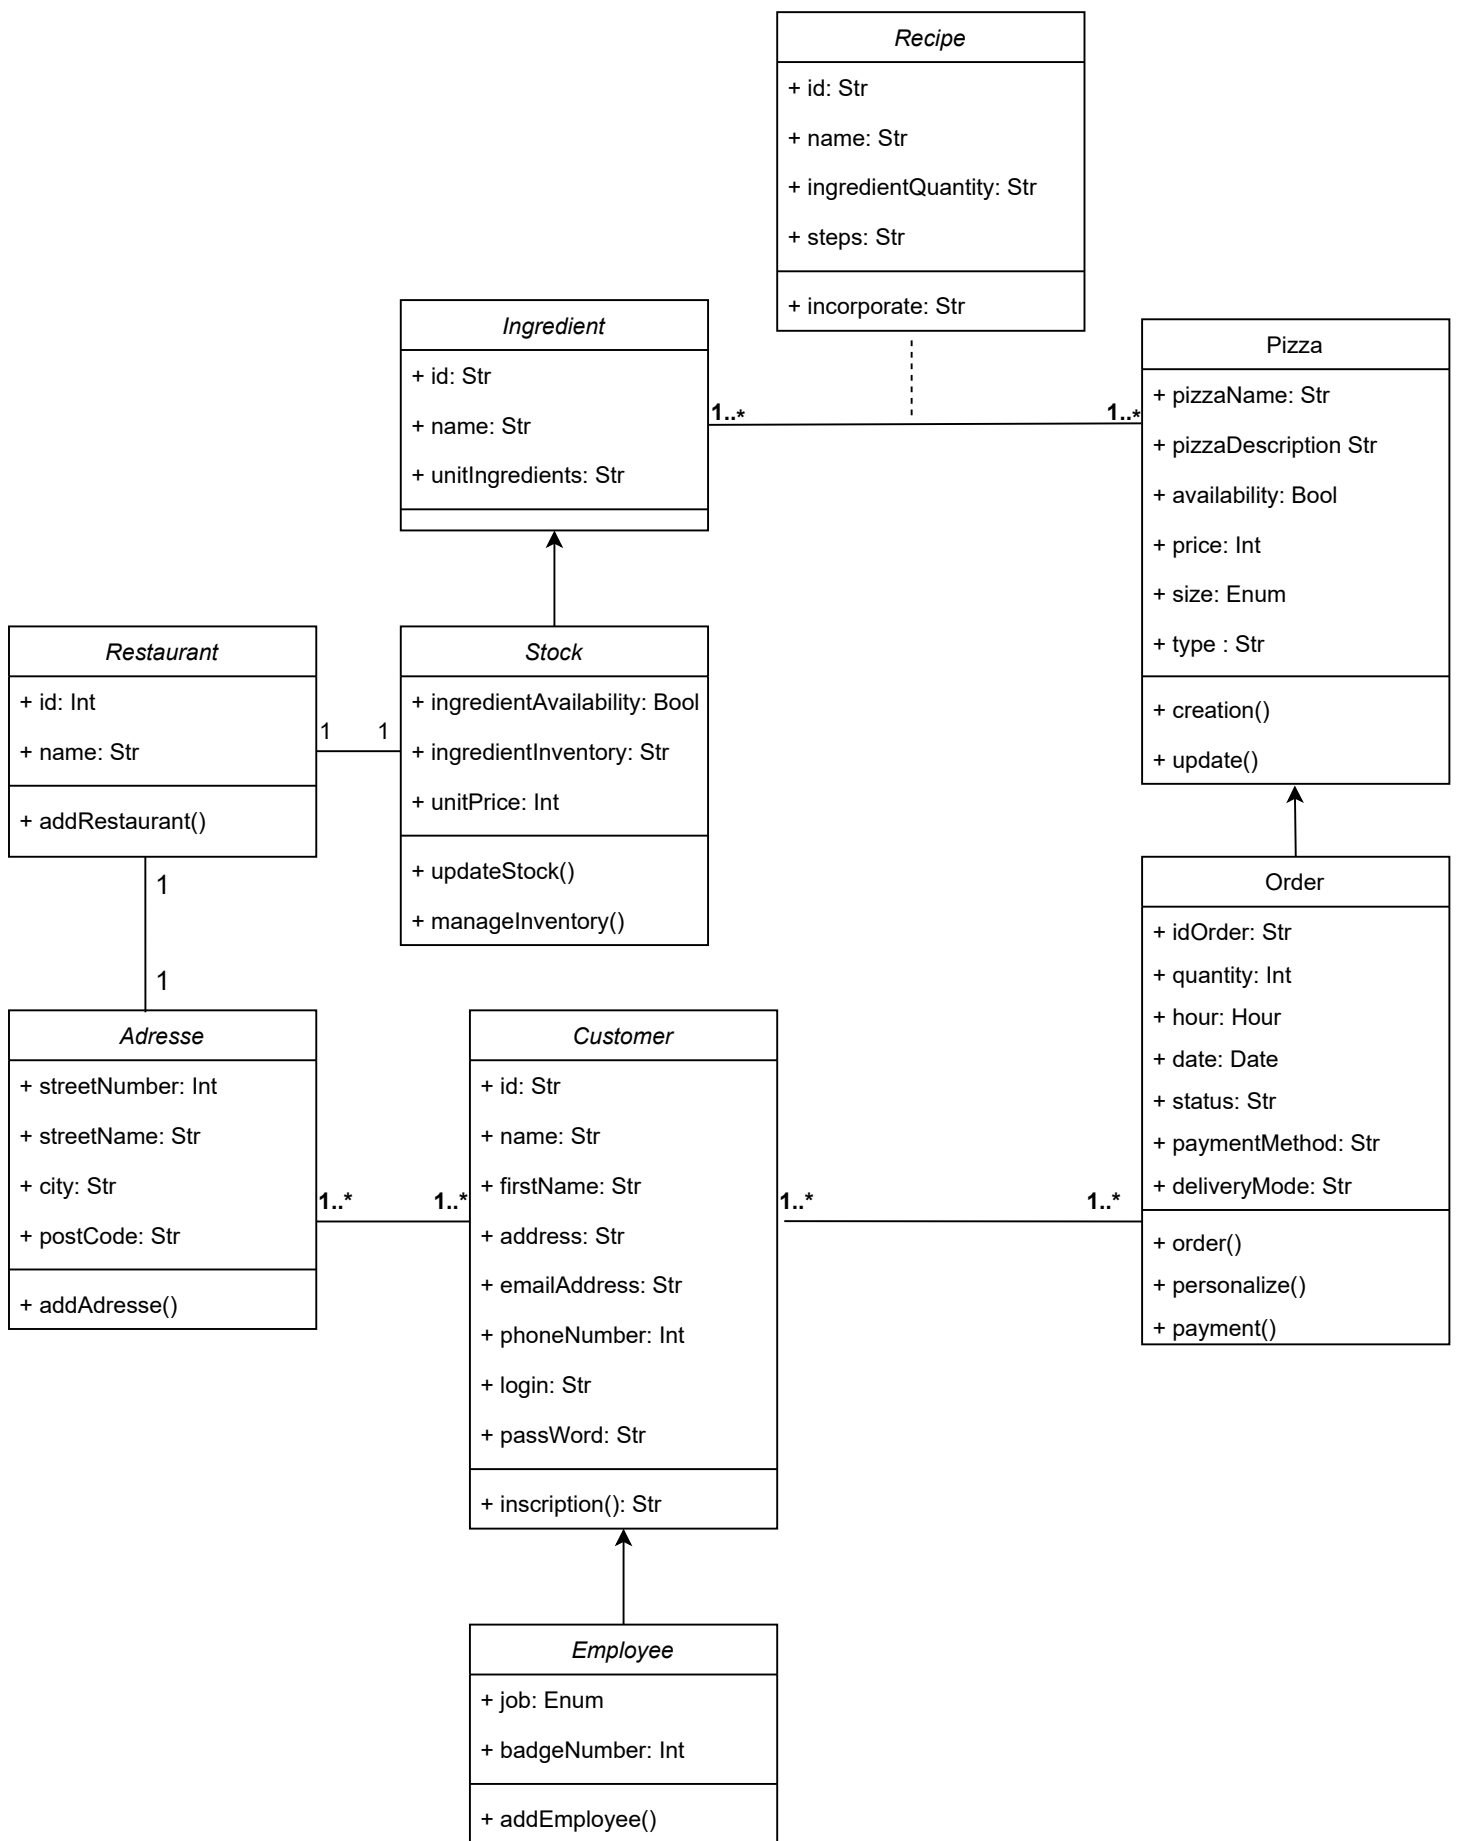 Recipe
+ id: Str
+ name: Str
+ ingredientQuantity: Str
+ steps: Str
+ incorporate: Str
Ingredient
+ id: Str
+ name: Str
+ unitIngredients: Str
1..*
1..*
Pizza
+ pizzaName: Str
+ pizzaDescription Str
+ availability: Bool
+ price: Int
+ size: Enum
+ type : Str
+ creation()
+ update()
Restaurant
+ id: Int
+ name: Str
+ addRestaurant()
1
1
Stock
+ ingredientAvailability: Bool
+ ingredientInventory: Str
+ unitPrice: Int
+ updateStock()
+ manageInventory()
1
1
Order
+ idOrder: Str
+ quantity: Int
+ hour: Hour
+ date: Date
+ status: Str
+ paymentMethod: Str
+ deliveryMode: Str
+ order()
+ personalize()
+ payment()
Adresse
+ streetNumber: Int
+ streetName: Str
+ city: Str
+ postCode: Str
+ addAdresse()
1..*
1..*
Customer
+ id: Str
+ name: Str
+ firstName: Str
+ address: Str
+ emailAddress: Str
+ phoneNumber: Int
+ login: Str
+ passWord: Str
+ inscription(): Str
1..*
1..*
Employee
+ job: Enum
+ badgeNumber: Int
+ addEmployee()